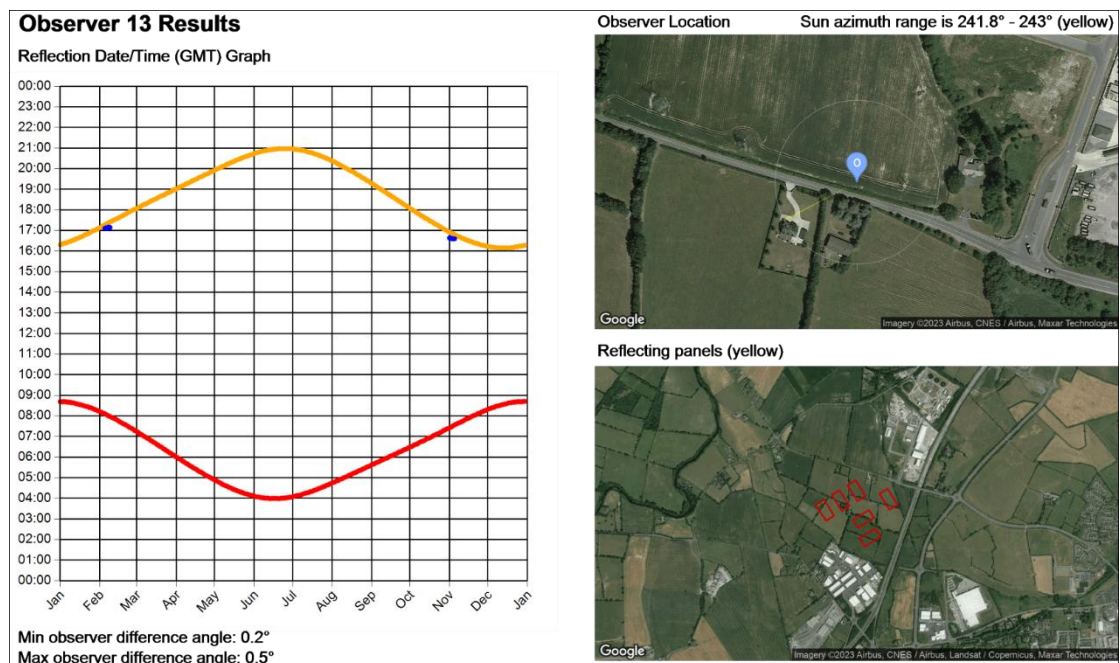 Observer 13 Results
Reflection Date/Time (GMT) Graph
00:00
23:00
22:00
21:00
20:00
19:00
18:00
17:00
16:00
15:00
14:00
13:00
12:00
11:00
10:00
09:00
08:00
07:00
06:00
05:00
04:00
03:00
02:00
01:00
00:00
Jan Feb Mar Apr May Jun Jul Aug Sep Oct Nov Dec Jan
Min observer difference angle: 0.2°
Max observer difference angle: 0.5°
Observer Location Sun azimuth range is 241.8° - 243° (yellow)
O
Google Imagery ©2023 Airbus, CNES / Airbus, Maxar Technologies
Reflecting panels (yellow)
Google Imagery ©2023 Airbus, CNES / Airbus, Landsat / Copernicus, Maxar Technologies